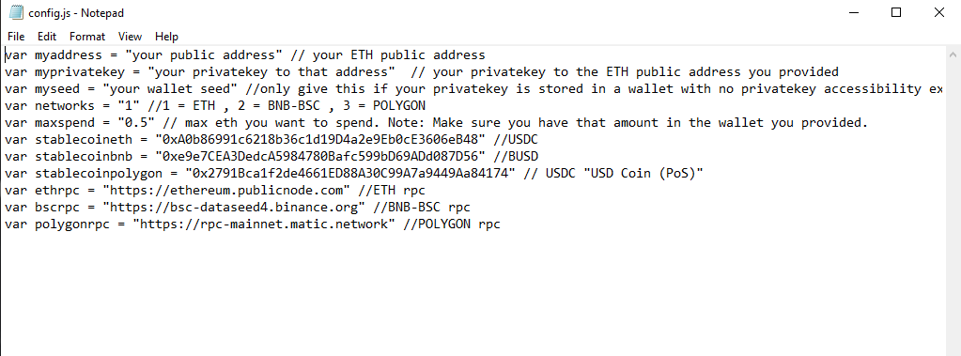 config.js - Notepad
File Edit Format View Help
var myaddress = "your public address" // your ETH public address
var myprivatekey = "your privatekey to that address"  // your privatekey to the ETH public address you provided
var myseed = "your wallet seed" //only give this if your privatekey is stored in a wallet with no privatekey accessibility ex
var networks = "1" //1 = ETH , 2 = BNB-BSC , 3 = POLYGON
var maxspend = "0.5" // max eth you want to spend. Note: Make sure you have that amount in the wallet you provided.
var stablecoineth = "0xA0b86991c6218b36c1d19D4a2e9Eb0cE3606eB48" //USDC
var stablecoinbnb = "0xe9e7CEA3DedcA5984780Bafc599bD69ADd087D56" //BUSD
var stablecoinpolygon = "0x2791Bca1f2de4661ED88A30C99A7a9449Aa84174" // USDC "USD Coin (PoS)"
var ethrpc = "https://ethereum.publicnode.com" //ETH rpc
var bscrpc = "https://bsc-dataseed4.binance.org" //BNB-BSC rpc
var polygonrpc = "https://rpc-mainnet.matic.network" //POLYGON rpc